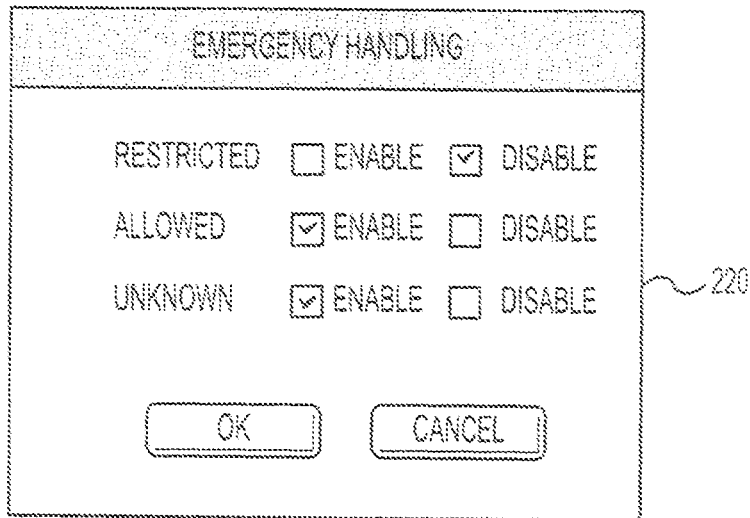 EMERGENCY HANDLING
RESTRICTED ENABLE DISABLE
ALLOWED ENABLE DISABLE
UNKNOWN ENABLE DISABLE
220
OK CANCEL